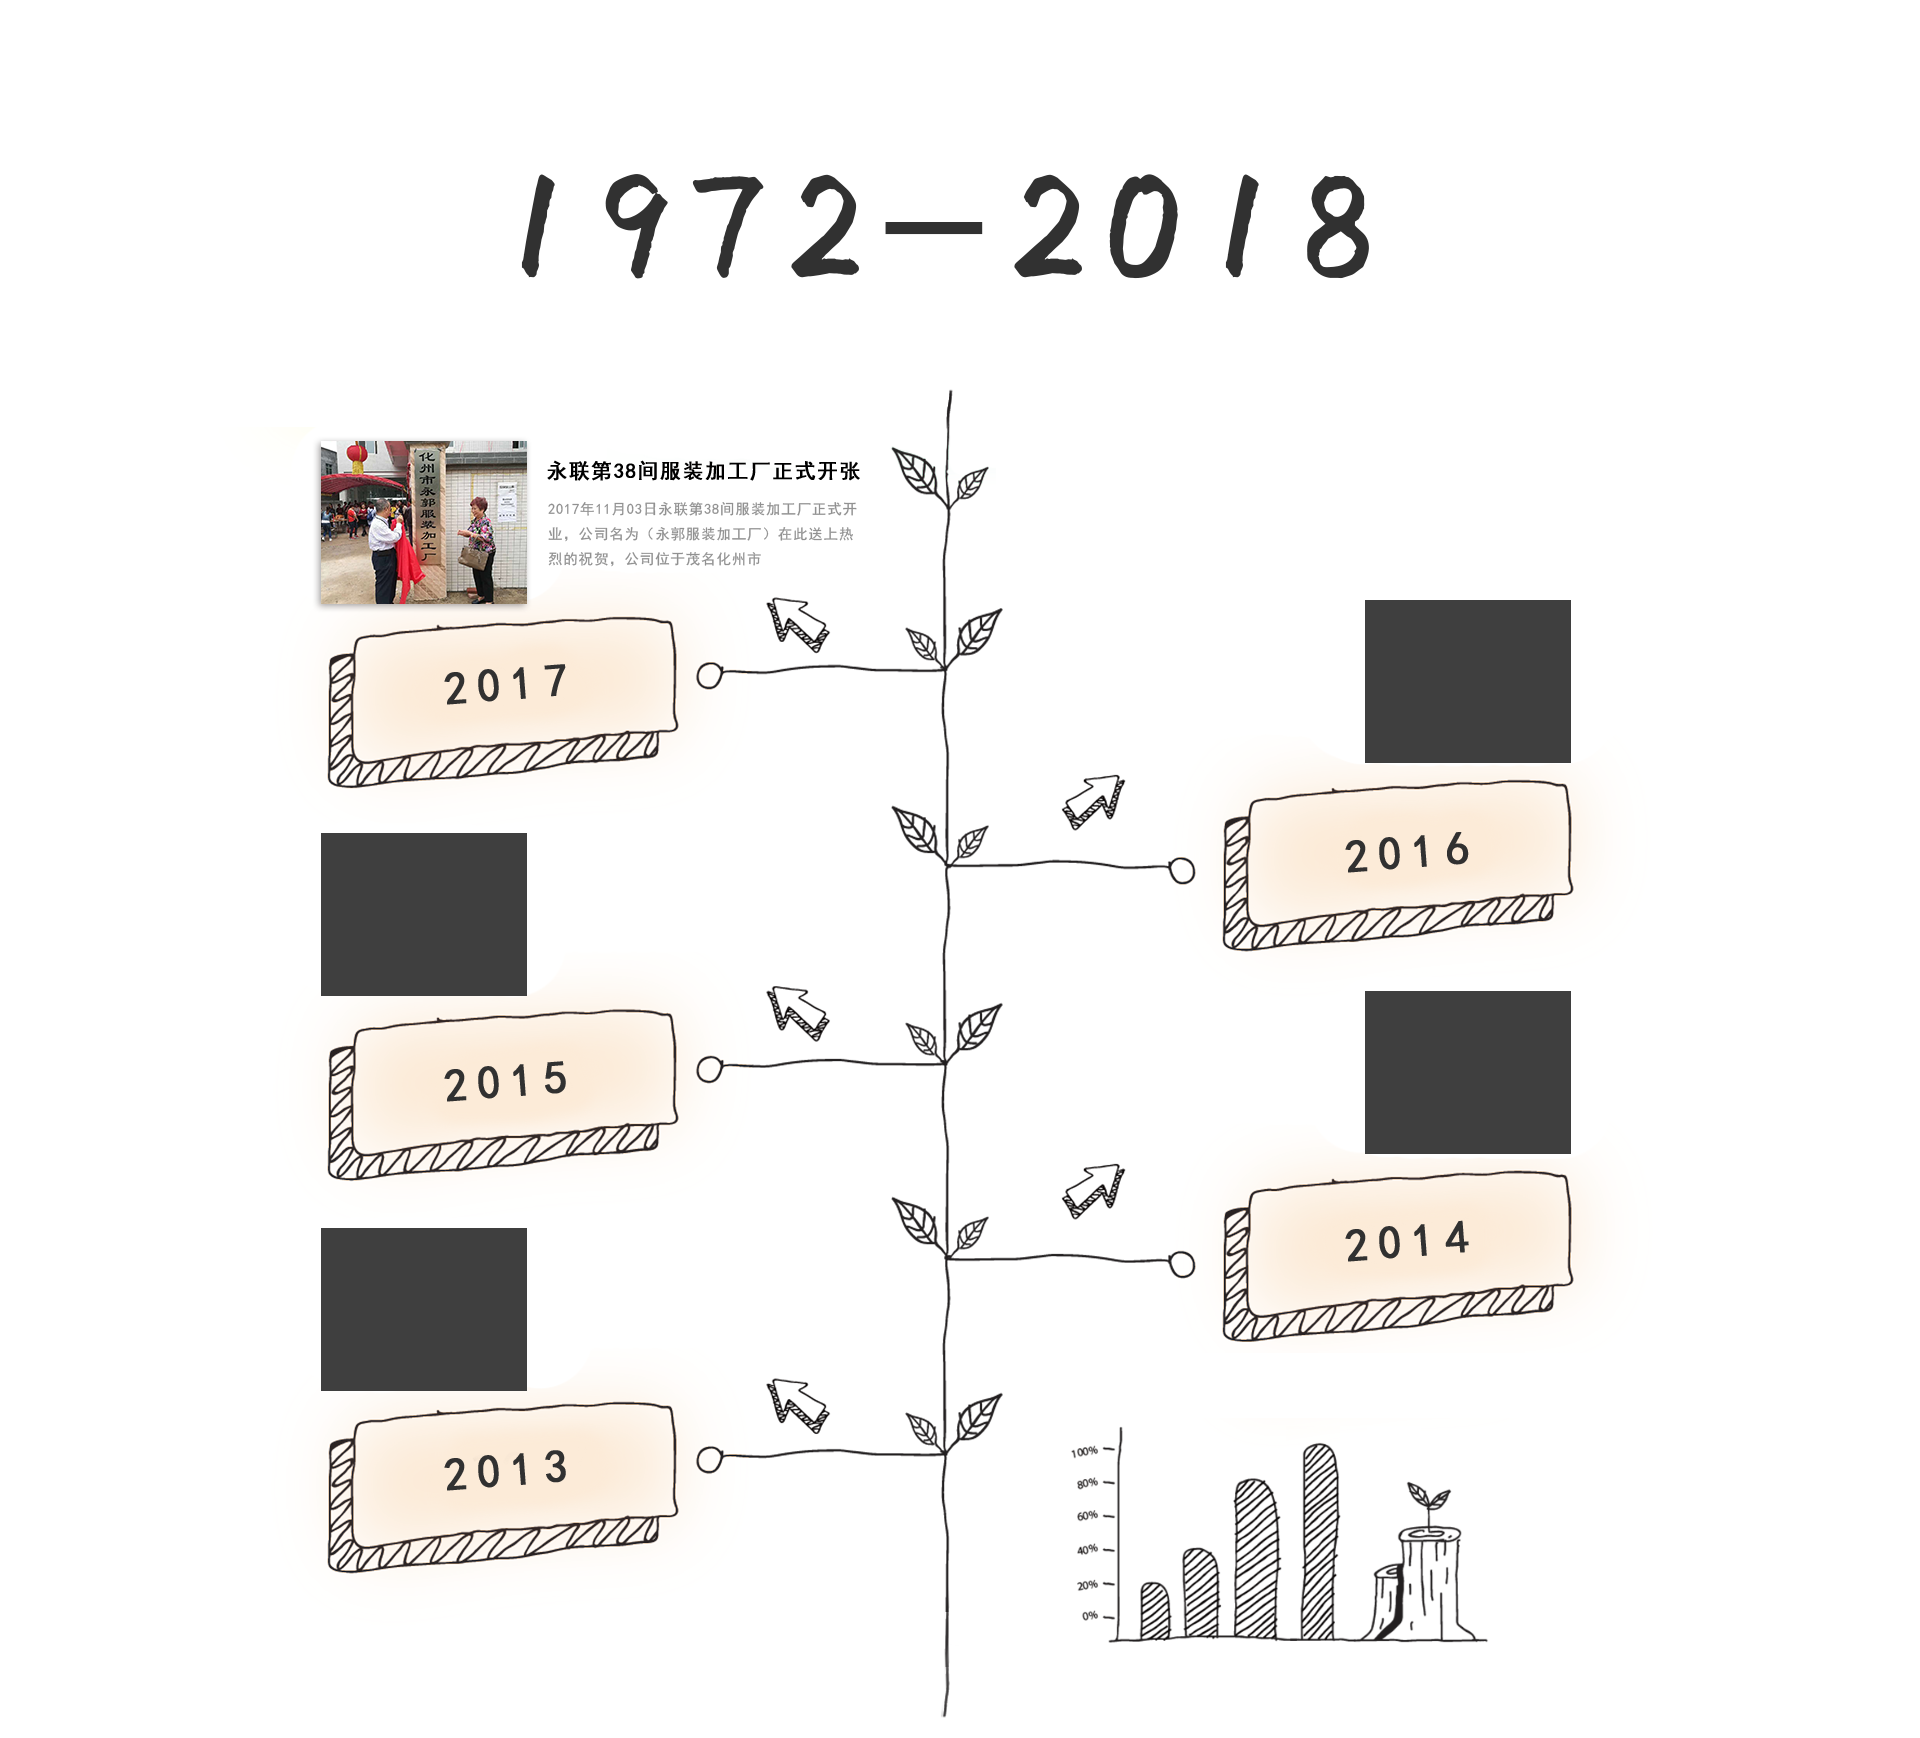 1972—2018
化州市永郭服装加工厂
永联第38间服装加工厂正式开张
2017年11月03日永联第38间服装加工厂正式开
业，公司名为（永郭服装加工厂）在此送上热
烈的祝贺，公司位于茂名化州市
2017
2016
2015
2014
2013
100%
80%
60%
40%
20%
0%